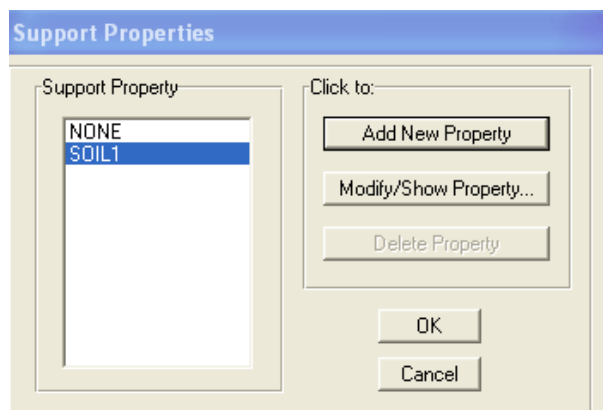 Support Properties
Support Property
NONE
SOIL1
Click to:
Add New Property
Modify/Show Property...
Delete Property
OK
Cancel